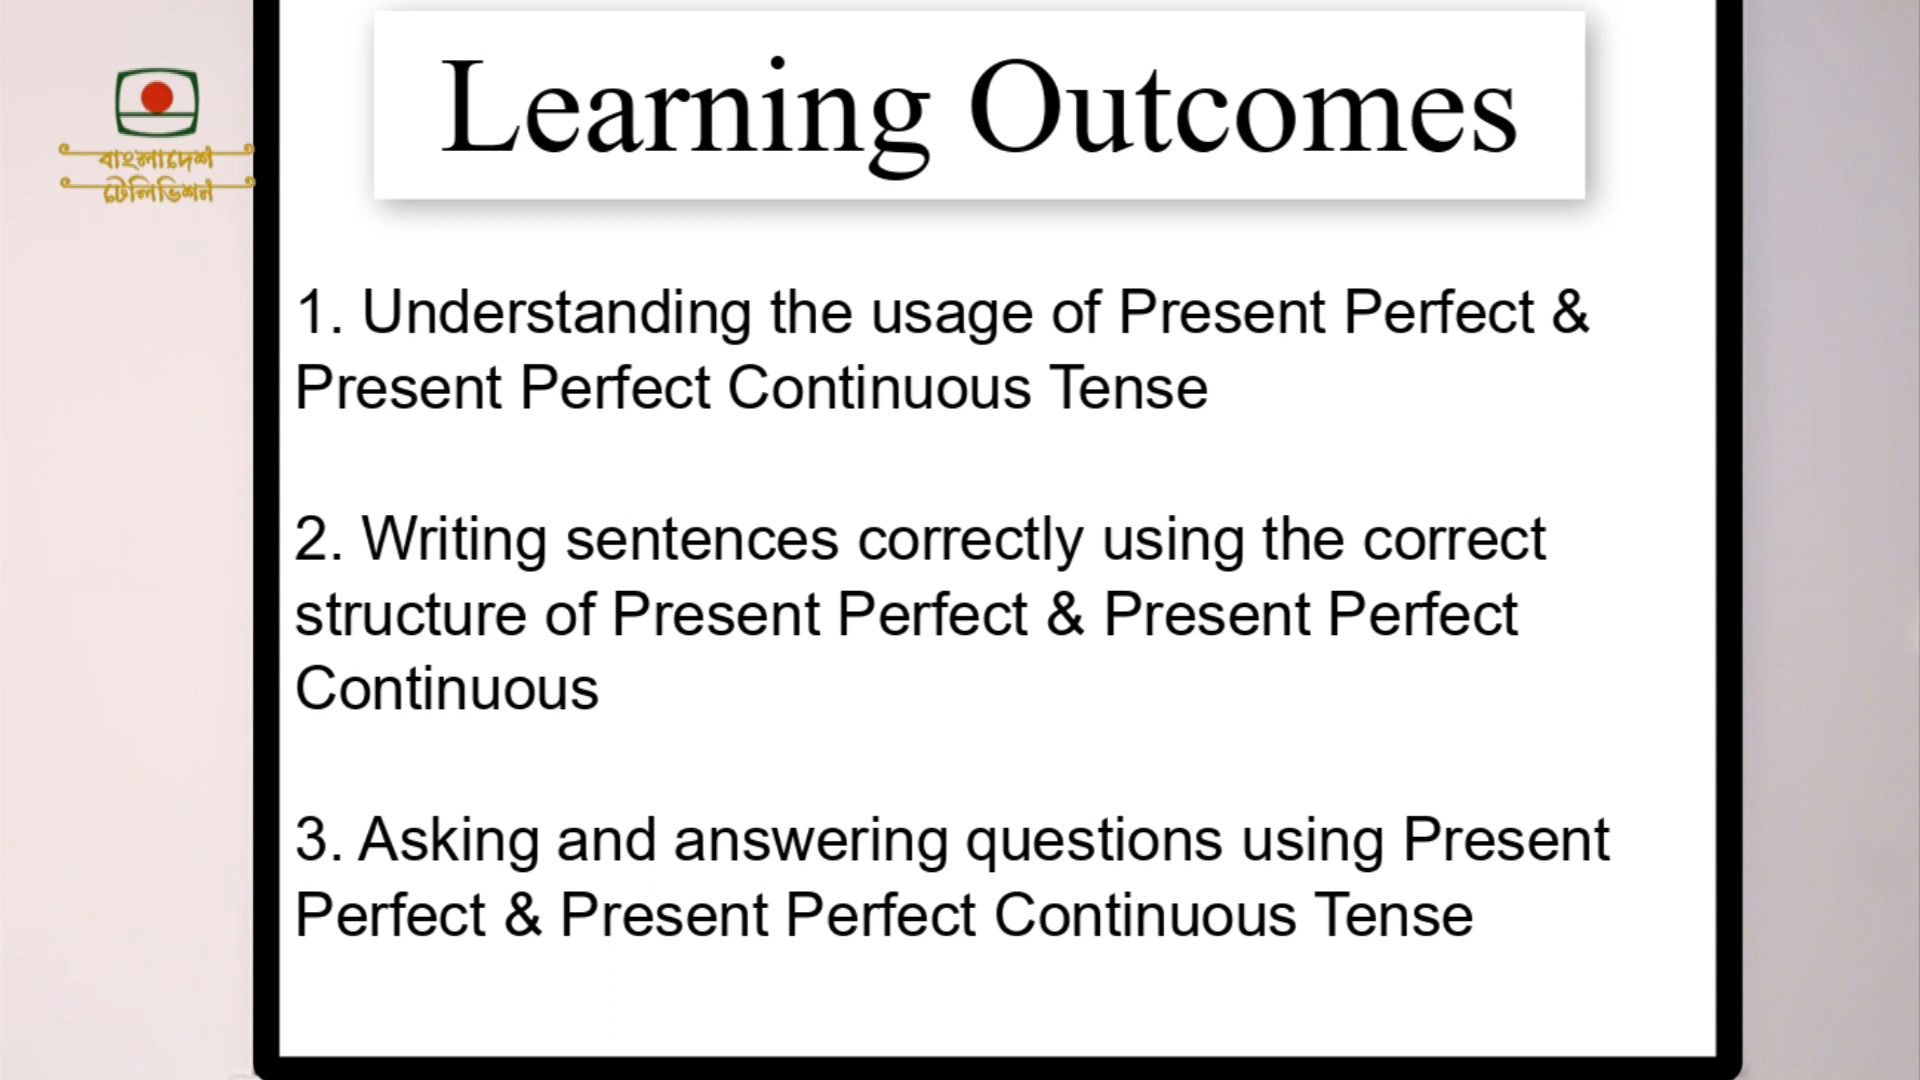 Learning Outcomes
বাংলাদেশ
টেলিভিশন
1. Understanding the usage of Present Perfect &
Present Perfect Continuous Tense
2. Writing sentences correctly using the correct
structure of Present Perfect & Present Perfect
Continuous
3. Asking and answering questions using Present
Perfect & Present Perfect Continuous Tense